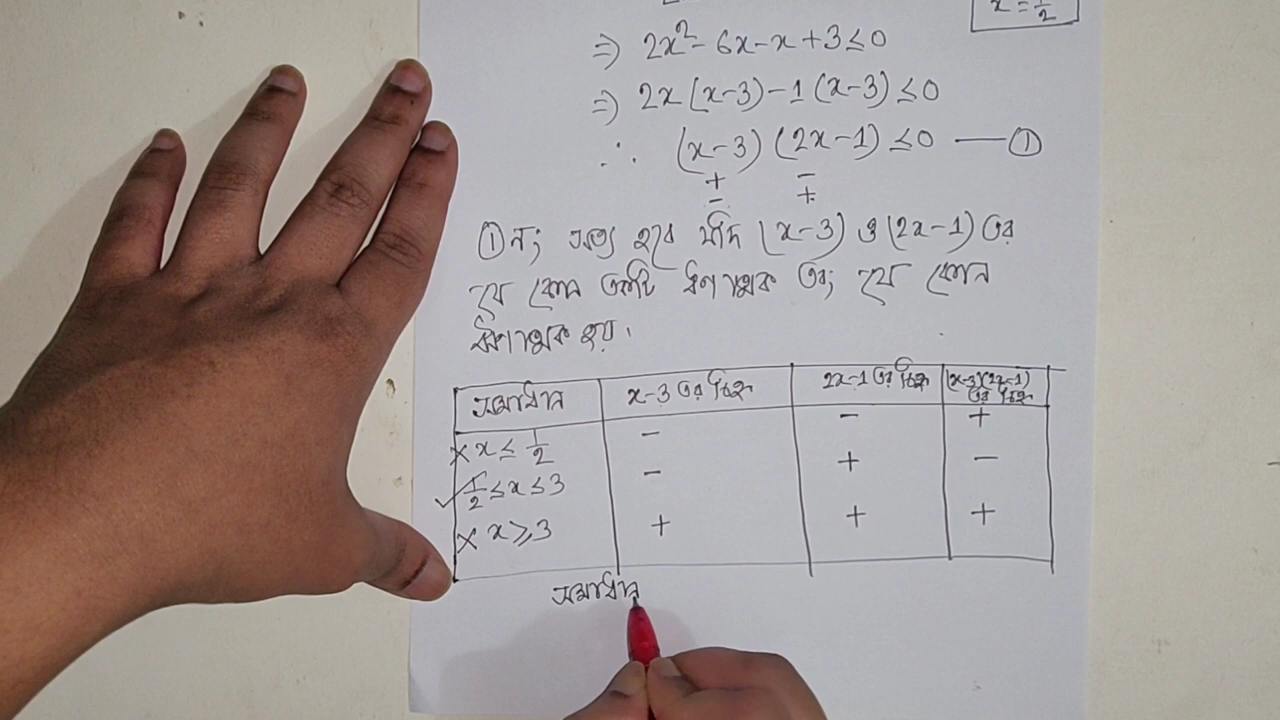 x = 1/2
⇒ 2x² - 6x - x + 3 ≤ 0
⇒ 2x (x-3) - 1 (x-3) ≤ 0
∴ (x-3) (2x-1) ≤ 0 — ①
+ -
- +
① নং সত্য হবে যদি (x-3) ও (2x-1) এর
যে কোন একটি ধণাত্মক এবং যে কোন
ঋণাত্মক হয়।
সমাধান x-3 এর চিহ্ন 2x-1 এর চিহ্ন (x-3)(2x-1) এর চিহ্ন
× x ≤ 1/2 - - +
✓ 1/2 ≤ x ≤ 3 - + -
× x ≥ 3 + + +
সমাধান